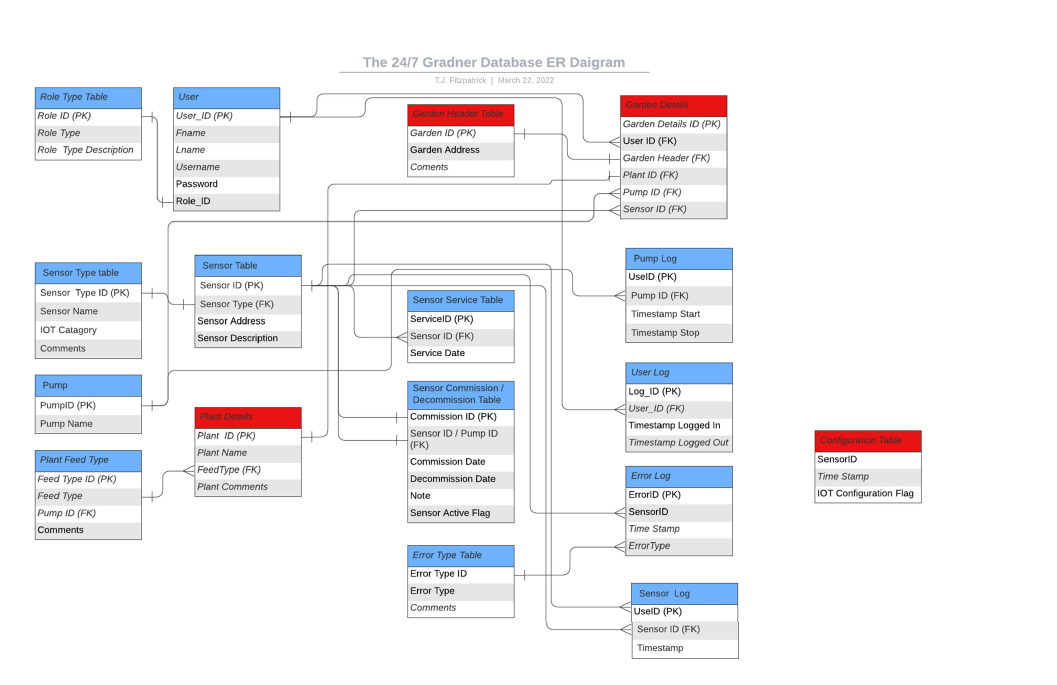 The 24/7 Gradner Database ER Daigram
T.J. Fitzpatrick | March 22, 2022
Role Type Table
Role ID (PK)
Role Type
Role Type Description
User
User_ID (PK)
Fname
Lname
Username
Password
Role_ID
Garden Header Table
Garden ID (PK)
Garden Address
Coments
Garden Details
Garden Details ID (PK)
User ID (FK)
Garden Header (FK)
Plant ID (FK)
Pump ID (FK)
Sensor ID (FK)
Sensor Type table
Sensor Type ID (PK)
Sensor Name
IOT Catagory
Comments
Sensor Table
Sensor ID (PK)
Sensor Type (FK)
Sensor Address
Sensor Description
Sensor Service Table
ServiceID (PK)
Sensor ID (FK)
Service Date
Pump Log
UseID (PK)
Pump ID (FK)
Timestamp Start
Timestamp Stop
Pump
PumpID (PK)
Pump Name
Plant Details
Plant ID (PK)
Plant Name
FeedType (FK)
Plant Comments
Sensor Commission /
Decommission Table
Commission ID (PK)
Sensor ID / Pump ID
(FK)
Commission Date
Decommission Date
Note
Sensor Active Flag
User Log
Log_ID (PK)
User_ID (FK)
Timestamp Logged In
Timestamp Logged Out
Configuration Table
SensorID
Time Stamp
IOT Configuration Flag
Plant Feed Type
Feed Type ID (PK)
Feed Type
Pump ID (FK)
Comments
Error Log
ErrorID (PK)
SensorID
Time Stamp
ErrorType
Error Type Table
Error Type ID
Error Type
Comments
Sensor Log
UseID (PK)
Sensor ID (FK)
Timestamp